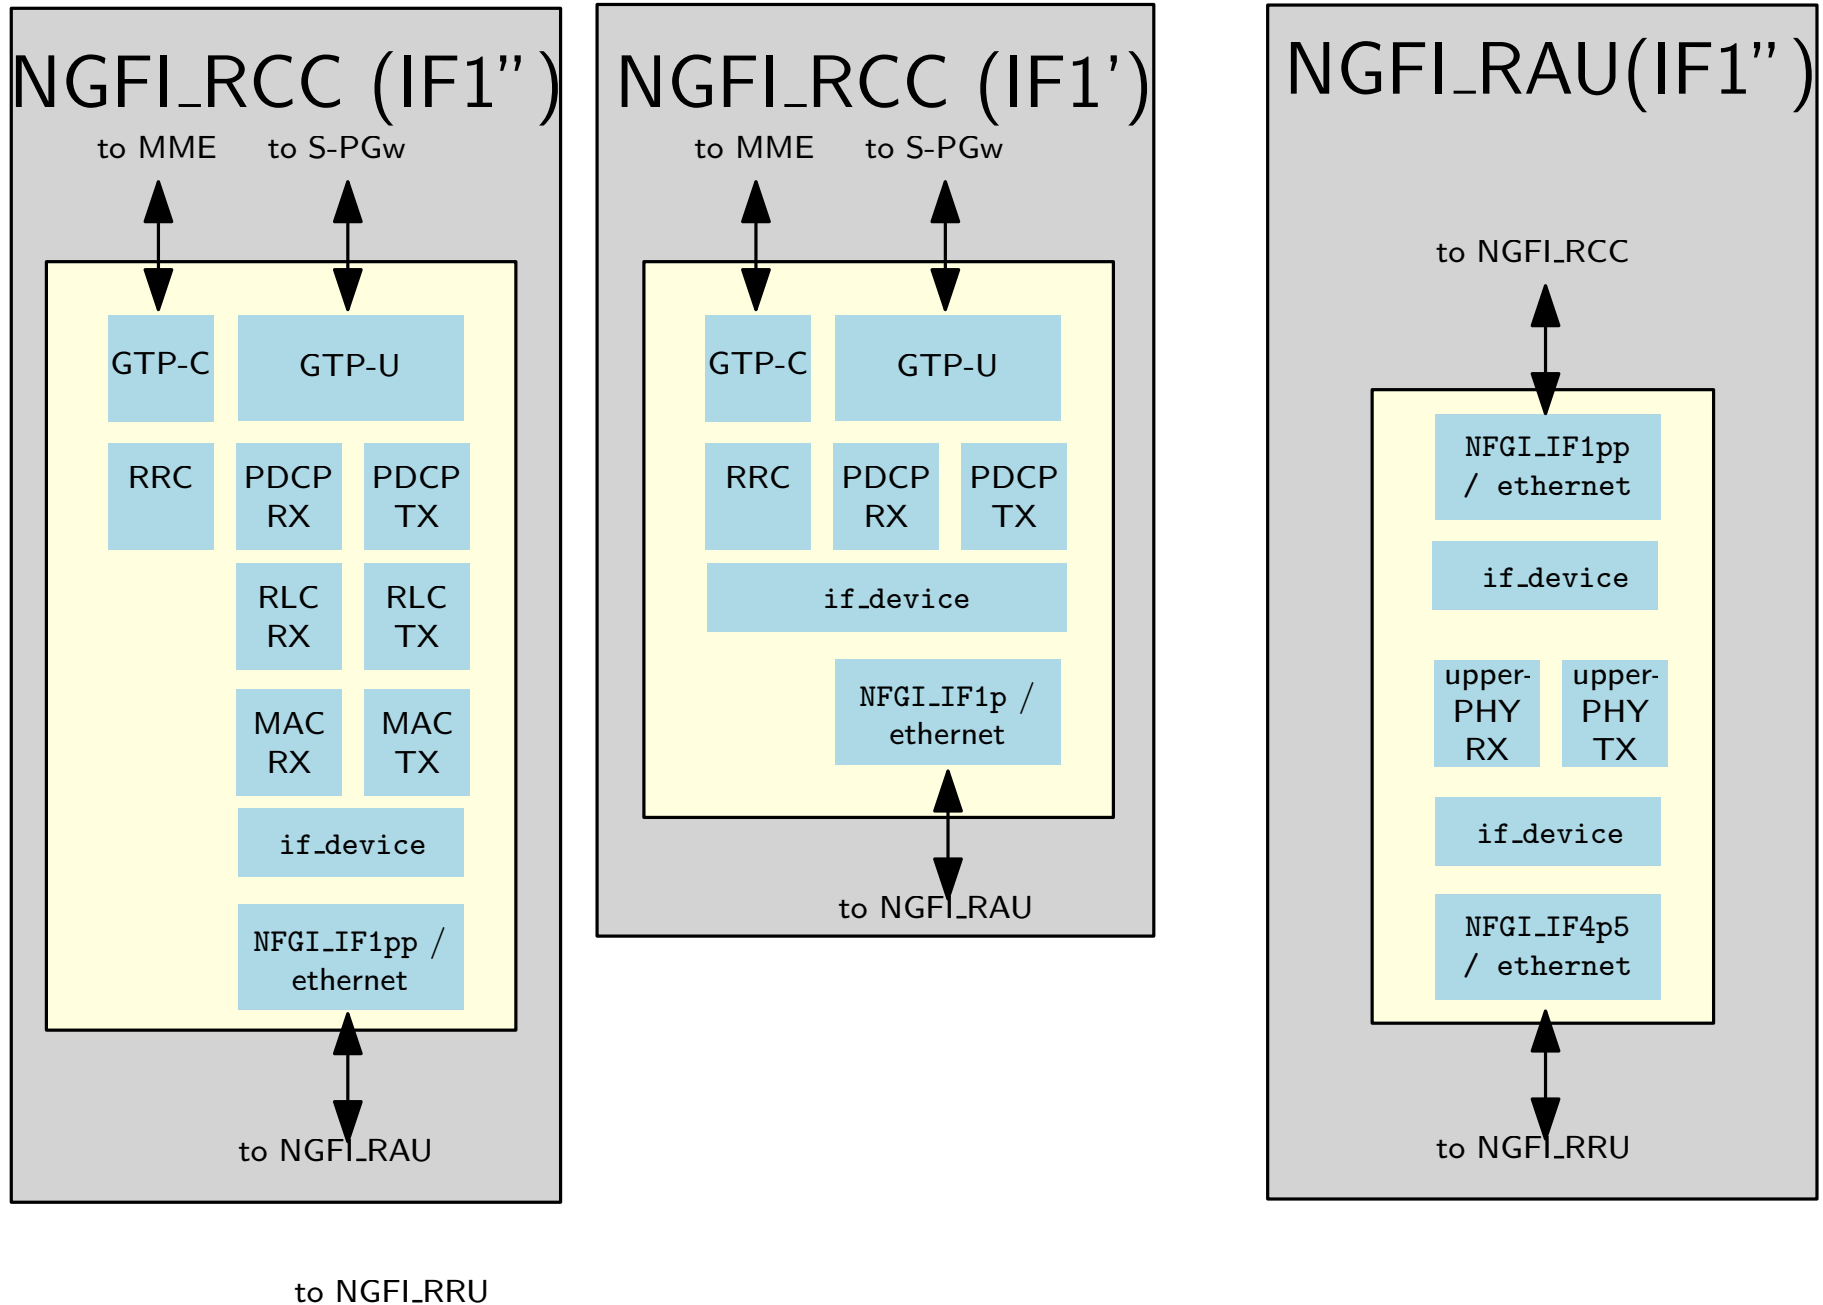 NGFI_RCC (IF1”)
to MME
to S-PGw
GTP-C
GTP-U
RRC
PDCP
RX
PDCP
TX
RLC
RX
RLC
TX
MAC
RX
MAC
TX
if_device
NFGI_IF1pp /
ethernet
to NGFI_RAU
to NGFI_RRU
NGFI_RCC (IF1’)
to MME
to S-PGw
GTP-C
GTP-U
RRC
PDCP
RX
PDCP
TX
if_device
NFGI_IF1p /
ethernet
to NGFI_RAU
NGFI_RAU(IF1”)
to NGFI_RCC
NFGI_IF1pp
/ ethernet
if_device
upper-
PHY
RX
upper-
PHY
TX
if_device
NFGI_IF4p5
/ ethernet
to NGFI_RRU